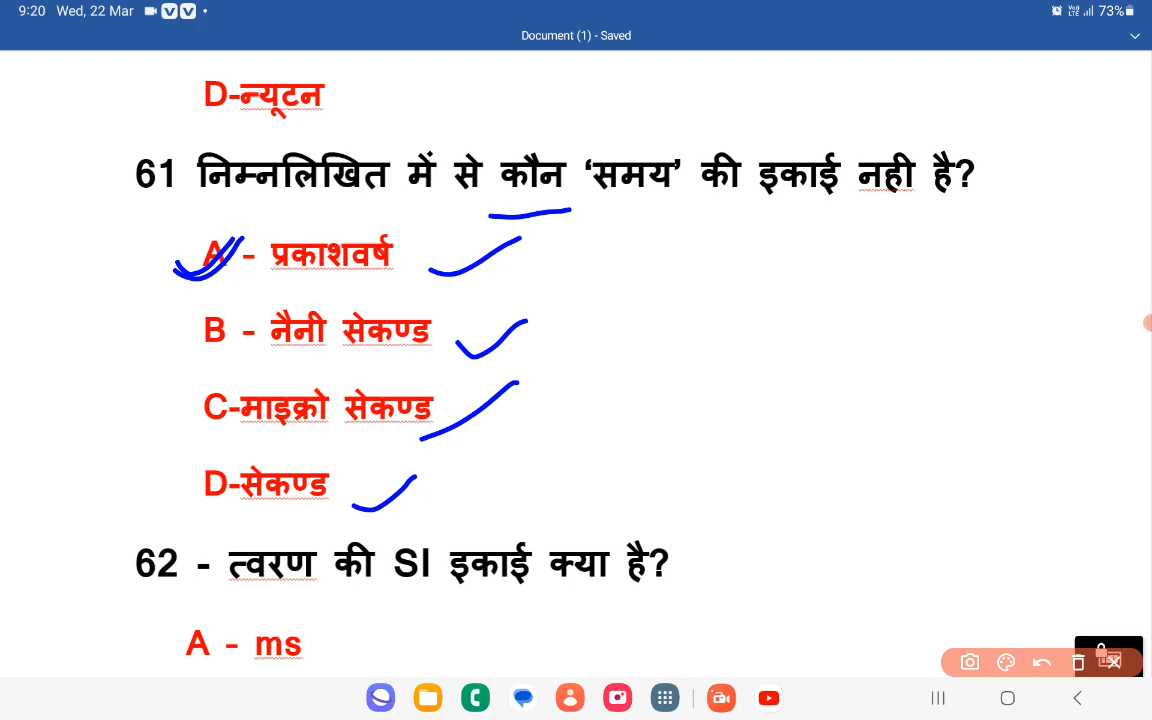 9:20 Wed, 22 Mar
73%
Document (1) - Saved
D-न्यूटन
61 निम्नलिखित में से कौन ‘समय’ की इकाई नही है?
A - प्रकाशवर्ष
B - नैनी सेकण्ड
C-माइक्रो सेकण्ड
D-सेकण्ड
62 - त्वरण की SI इकाई क्या है?
A - ms